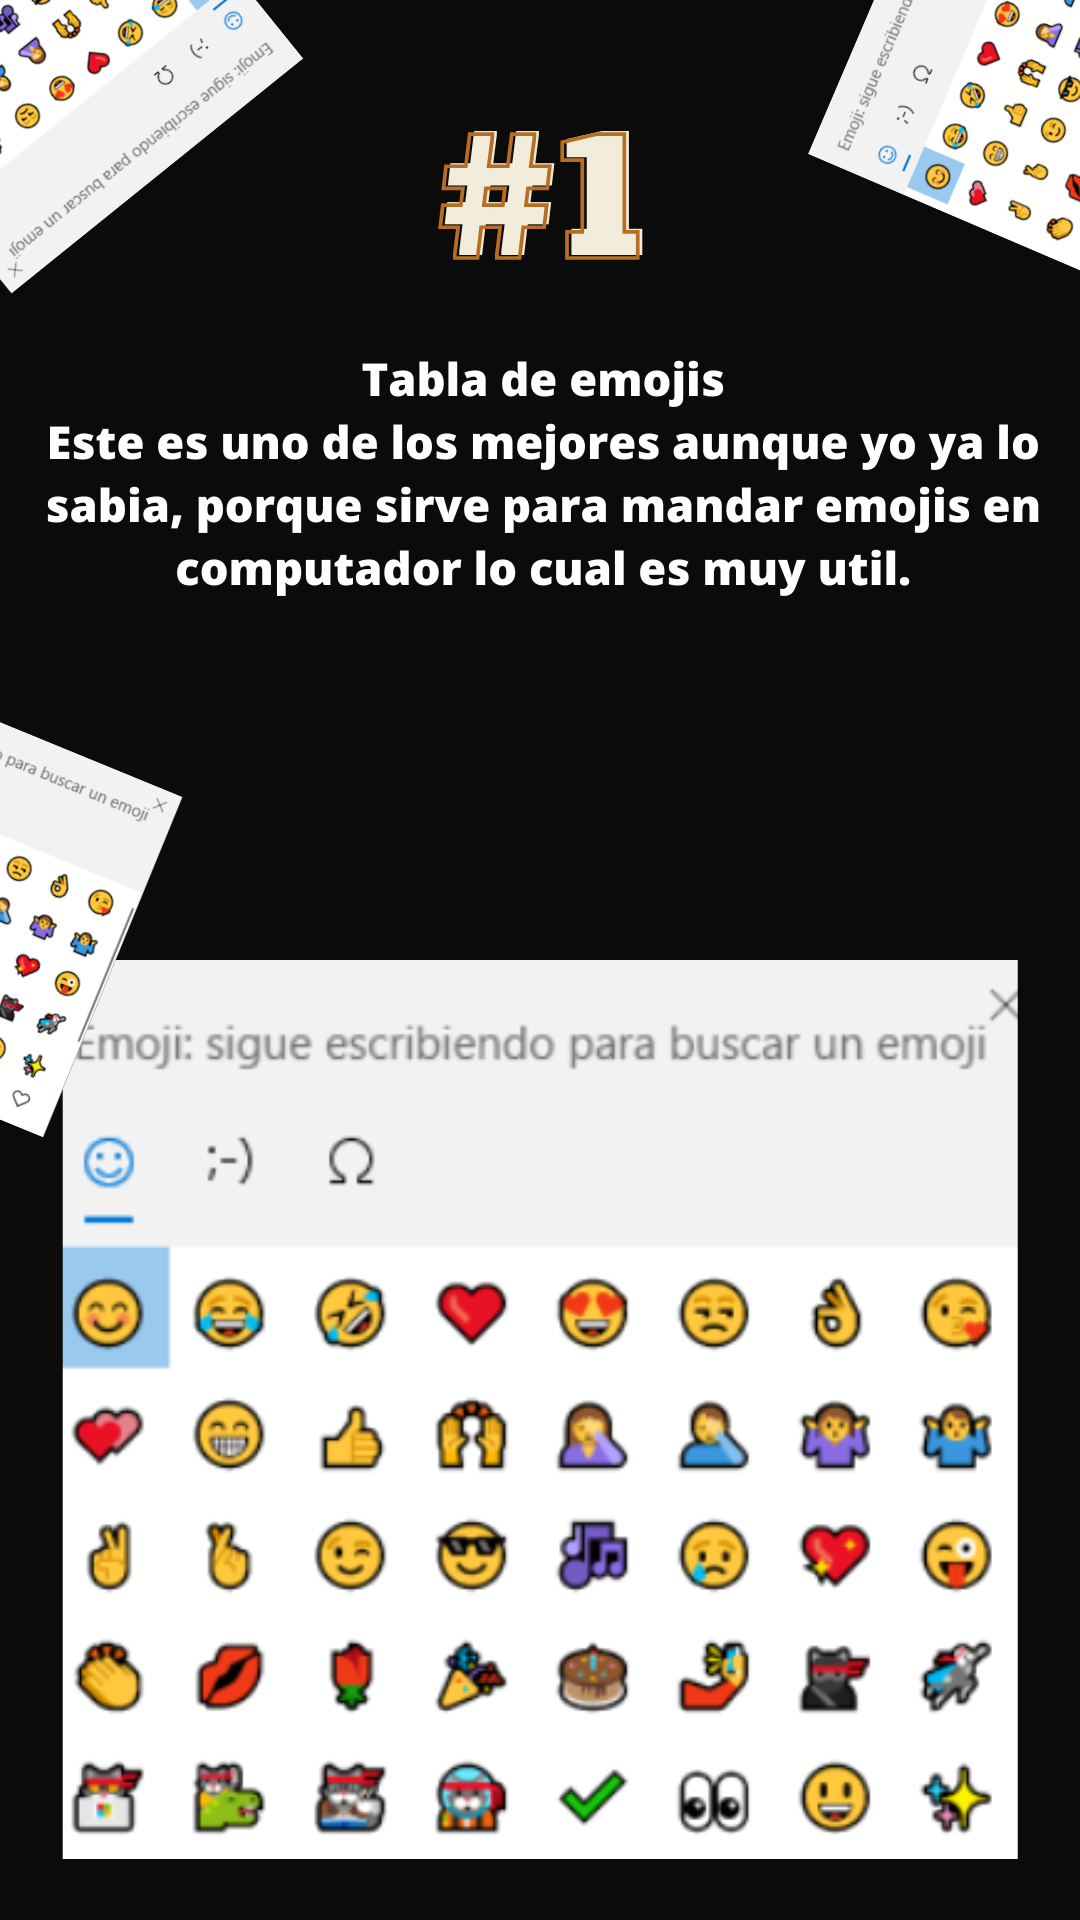 Emoji: sigue escribiendo para buscar un emoji
;-)
Ω
Emoji: sigue escribiendo
;-)
Ω
#1
Tabla de emojis
Este es uno de los mejores aunque yo ya lo
sabia, porque sirve para mandar emojis en
computador lo cual es muy util.
para buscar un emoji
Emoji: sigue escribiendo para buscar un emoji
;-) Ω